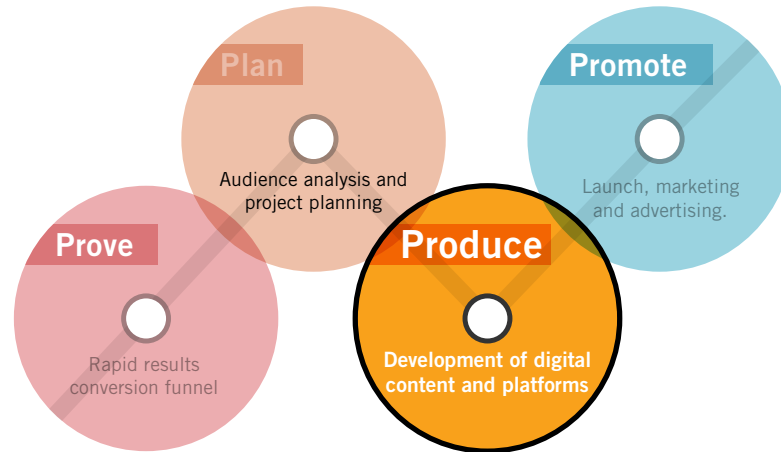 Prove
Rapid results
conversion funnel
Plan
Audience analysis and
project planning
Produce
Development of digital
content and platforms
Promote
Launch, marketing
and advertising.